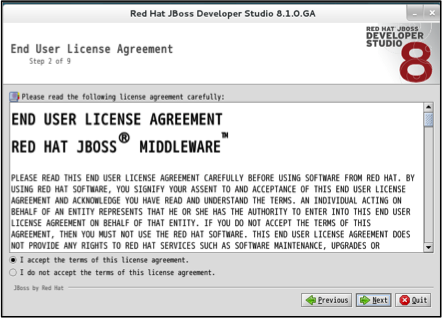 Red Hat JBoss Developer Studio 8.1.0.GA
End User License Agreement
Step 2 of 9
RED HAT JBOSS
DEVELOPER
STUDIO 8
Please read the following license agreement carefully:
END USER LICENSE AGREEMENT
RED HAT JBOSS® MIDDLEWARE™
PLEASE READ THIS END USER LICENSE AGREEMENT CAREFULLY BEFORE USING SOFTWARE FROM RED HAT. BY
USING RED HAT SOFTWARE, YOU SIGNIFY YOUR ASSENT TO AND ACCEPTANCE OF THIS END USER LICENSE
AGREEMENT AND ACKNOWLEDGE YOU HAVE READ AND UNDERSTAND THE TERMS. AN INDIVIDUAL ACTING ON
BEHALF OF AN ENTITY REPRESENTS THAT HE OR SHE HAS THE AUTHORITY TO ENTER INTO THIS END USER
LICENSE AGREEMENT ON BEHALF OF THAT ENTITY. IF YOU DO NOT ACCEPT THE TERMS OF THIS
AGREEMENT, THEN YOU MUST NOT USE THE RED HAT SOFTWARE. THIS END USER LICENSE AGREEMENT DOES
NOT PROVIDE ANY RIGHTS TO RED HAT SERVICES SUCH AS SOFTWARE MAINTENANCE, UPGRADES OR
I accept the terms of this license agreement.
I do not accept the terms of this license agreement.
JBoss by Red Hat
Previous Next Quit